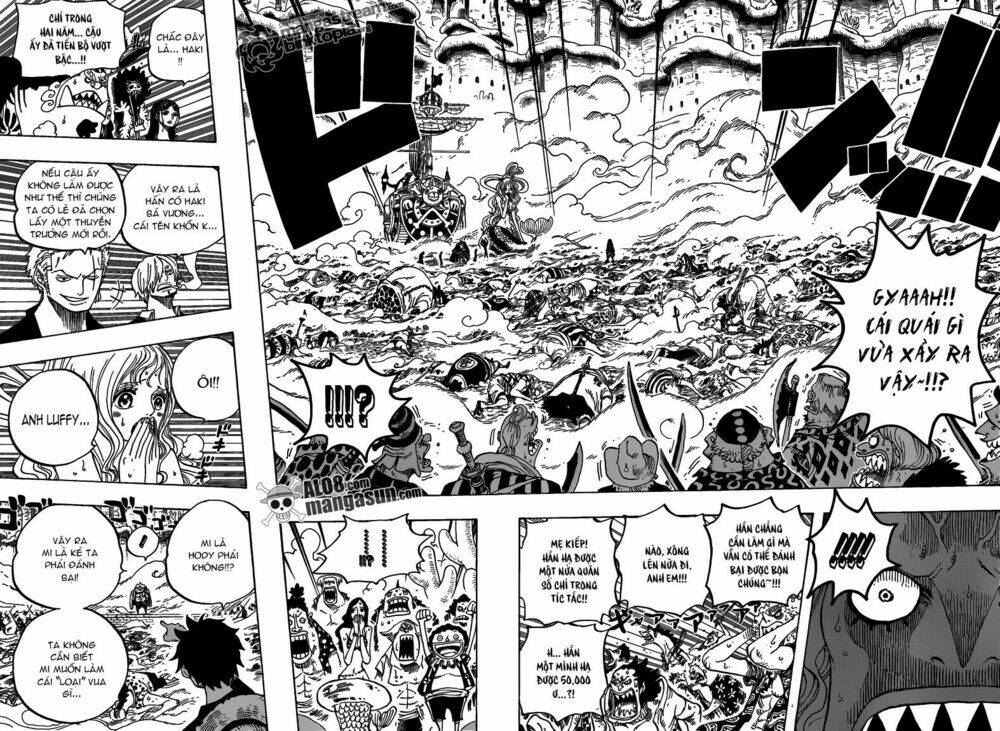 CHỈ TRONG
HAI NĂM... CẬU
ẤY ĐÃ TIẾN BỘ VƯỢT
BẬC...!!
CHẮC ĐÂY
LÀ... HAKI
NẾU CẬU ẤY
KHÔNG LÀM ĐƯỢC
NHƯ THẾ THÌ CHÚNG
TA CÓ LẼ ĐÃ CHỌN
LẤY MỘT THUYỀN
TRƯỞNG MỚI RỒI.
VẬY RA LÀ
HẮN CÓ HAKI
BÁ VƯƠNG...
CÁI TÊN KHỐN K...
ÔI!!
ANH LUFFY...
ド
ン
!!
GYAAAH!!
CÁI QUÁI GÌ
VỪA XẢY RA
VẬY~!!?
!!!?
AL08.com
mangasun.com
VẬY RA
MI LÀ KẺ TA
PHẢI ĐÁNH
BẠI!
MI LÀ
HODY PHẢI
KHÔNG!!?
TA KHÔNG
CẦN BIẾT
MI MUỐN LÀM
CÁI "LOẠI" VUA
GÌ...
MẸ KIẾP!
HẮN HẠ ĐƯỢC
MỘT NỬA QUÂN
SỐ CHỈ TRONG
TÍC TẮC!!
NÀO, XÔNG
LÊN NỮA ĐI,
ANH EM!!!
HẮN CHẲNG
CẦN LÀM GÌ MÀ
VẪN CÓ THỂ ĐÁNH
BẠI ĐƯỢC BỌN
CHÚNG~!!!
H... HẮN
MỘT MÌNH HẠ
ĐƯỢC 50,000
Ư...?!
!!!!